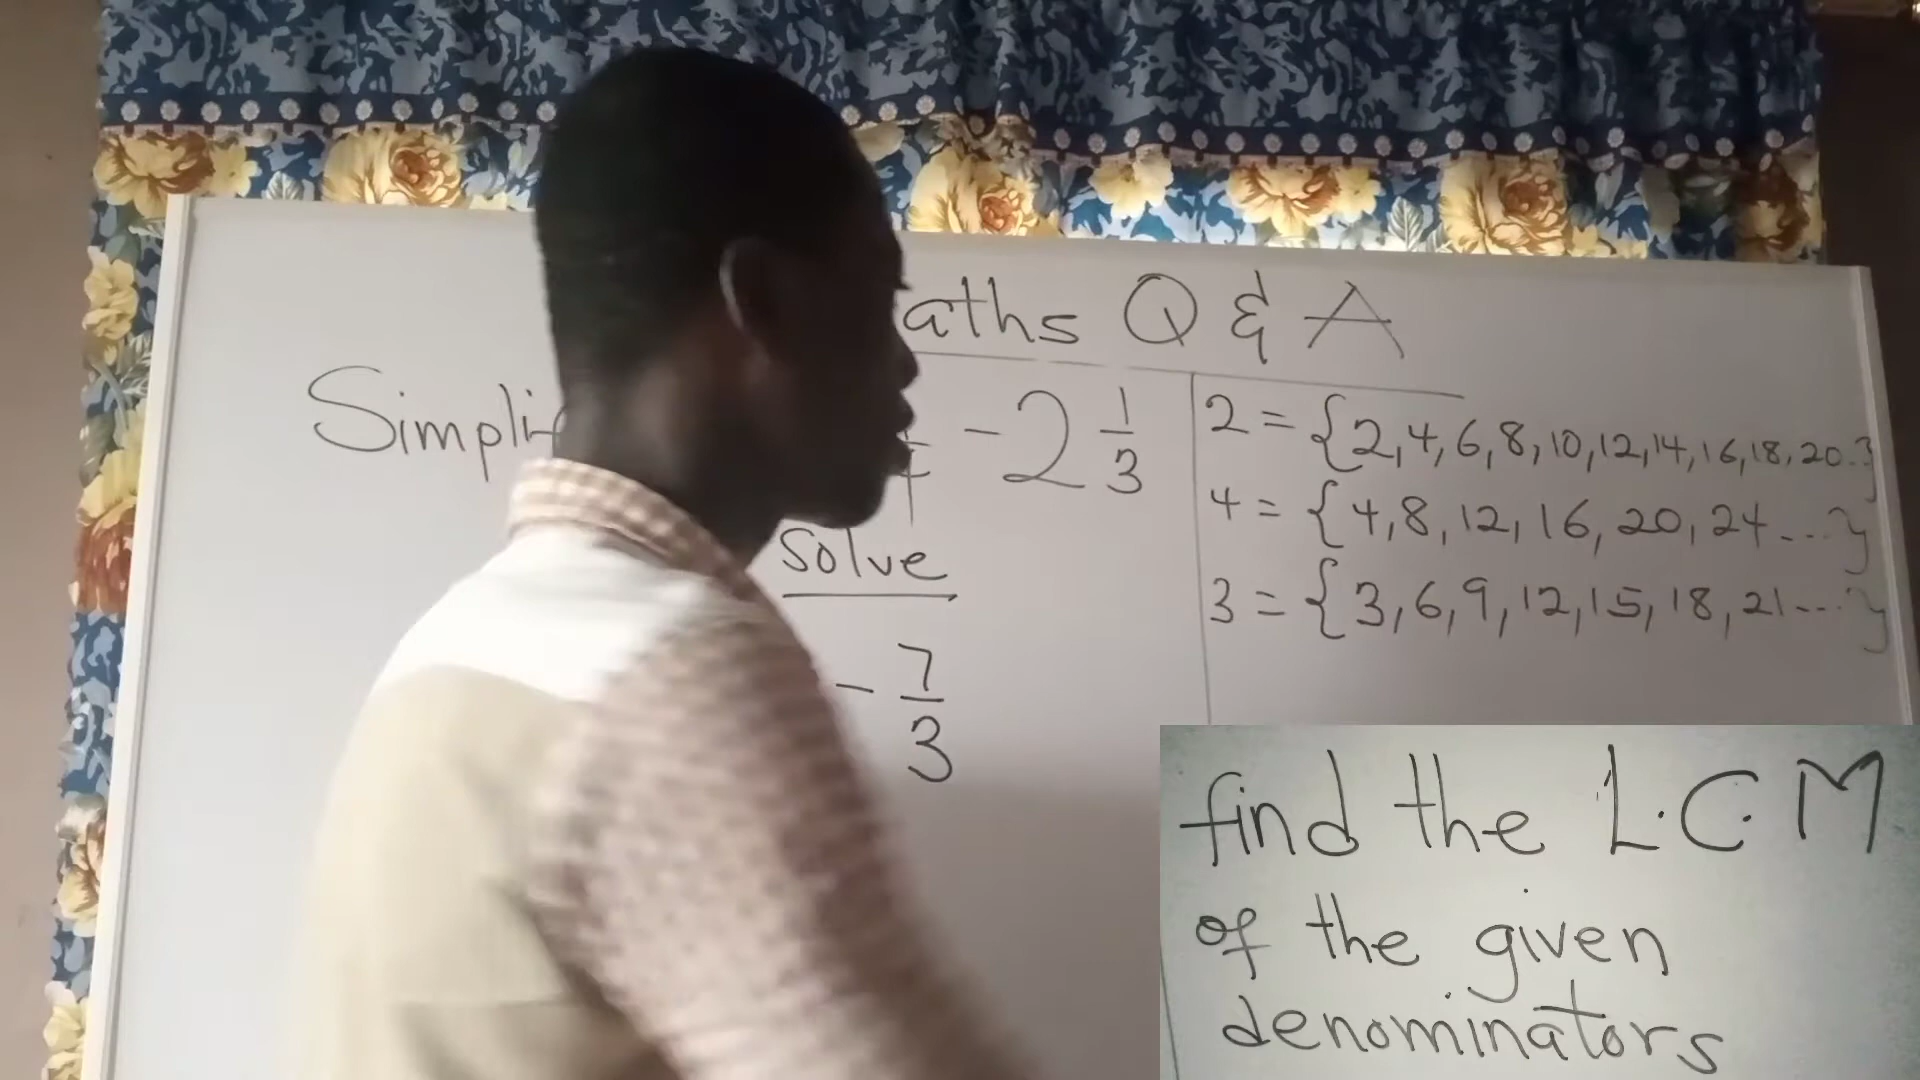 aths Q & A
Simplif - 2 1/3
solve
- 7/3
2 = {2,4,6,8,10,12,14,16,18,20..}
4 = {4,8,12,16,20,24....}
3 = {3,6,9,12,15,18,21....}
find the L.C.M
of the given
denominators